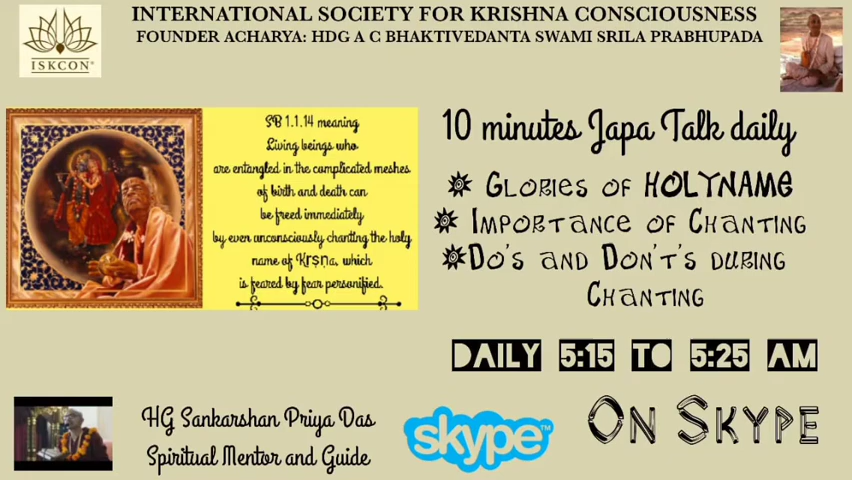 INTERNATIONAL SOCIETY FOR KRISHNA CONSCIOUSNESS
FOUNDER ACHARYA: HDG A C BHAKTIVEDANTA SWAMI SRILA PRABHUPADA
ISKCON®
SB 1.1.14 meaning
Living beings who
are entangled in the complicated meshes
of birth and death can
be freed immediately
by even unconsciously chanting the holy
name of Kṛṣṇa, which
is feared by fear personified.
10 minutes Japa Talk daily
Glories of HOLYNAME
Importance of Chanting
Do's and Don't's during
Chanting
DAILY 5:15 TO 5:25 AM
HG Sankarshan Priya Das
Spiritual Mentor and Guide
skype™
On Skype